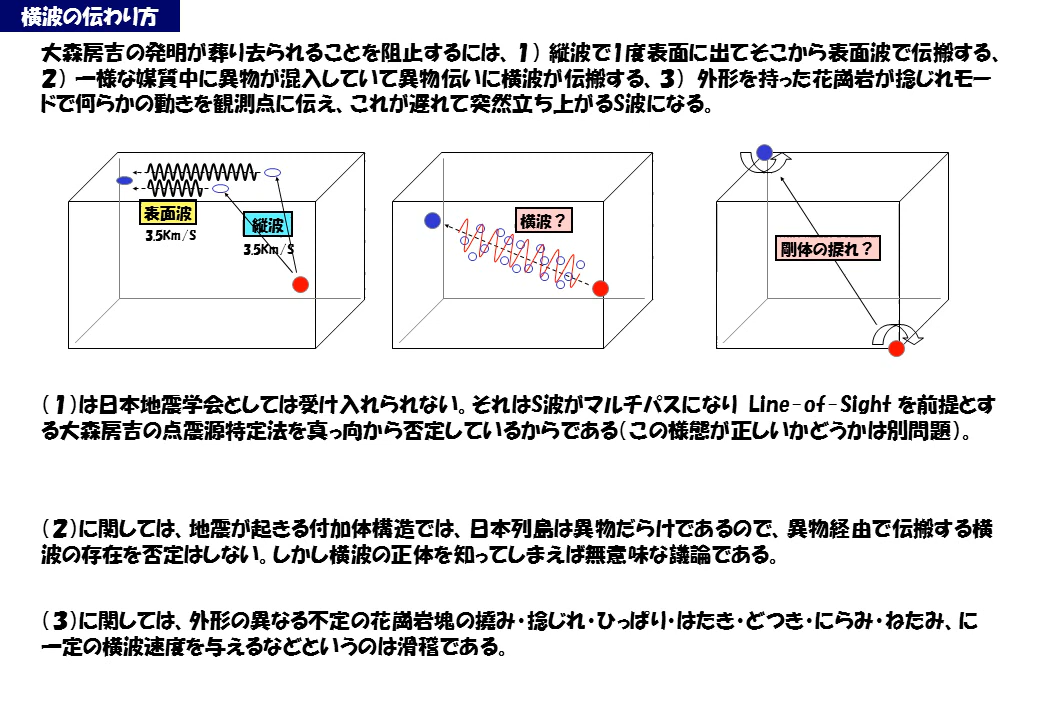 横波の伝わり方
大森房吉の発明が葬り去られることを阻止するには、1) 縦波で1度表面に出てそこから表面波で伝搬する、
2) 一様な媒質中に異物が混入していて異物伝いに横波が伝搬する、3) 外形を持った花崗岩が捻じれモー
ドで何らかの動きを観測点に伝え、これが遅れて突然立ち上がるS波になる。
表面波
3.5Km/S
縦波
3.5Km/S
横波？
剛体の捩れ？
(1)は日本地震学会としては受け入れられない。それはS波がマルチパスになり Line-of-Sight を前提とす
る大森房吉の点震源特定法を真っ向から否定しているからである(この様態が正しいかどうかは別問題)。
(2)に関しては、地震が起きる付加体構造では、日本列島は異物だらけであるので、異物経由で伝搬する横
波の存在を否定はしない。しかし横波の正体を知ってしまえば無意味な議論である。
(3)に関しては、外形の異なる不定の花崗岩塊の撓み・捻じれ・ひっぱり・はたき・どつき・にらみ・ねたみ、に
一定の横波速度を与えるなどというのは滑稽である。